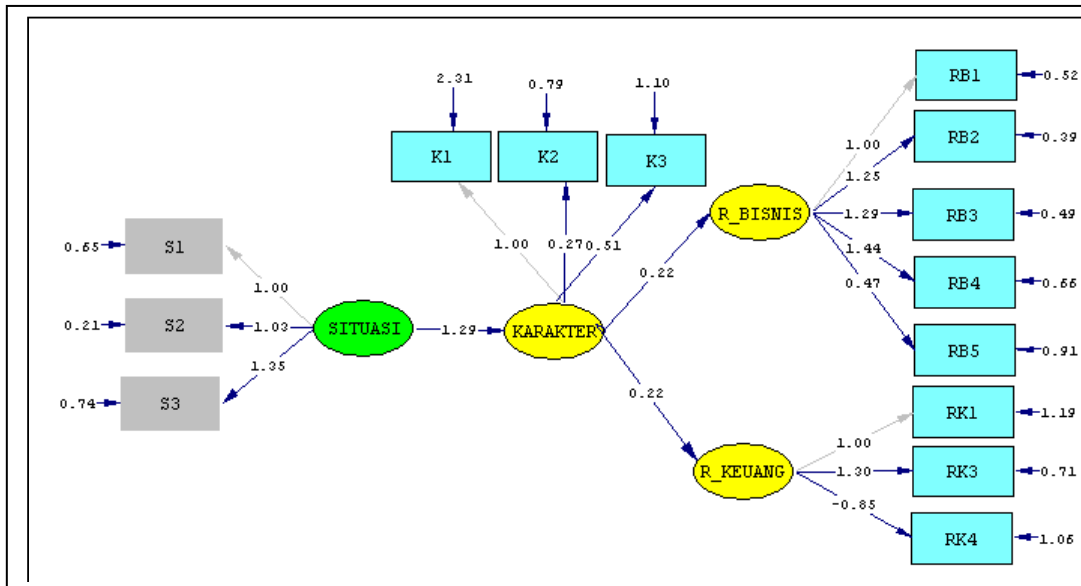 2.31
0.79
1.10
K1
K2
K3
RB1
0.52
RB2
0.39
RB3
0.49
RB4
0.66
RB5
0.91
RK1
1.19
RK3
0.71
RK4
1.06
1.00
1.25
1.29
1.44
0.47
R_BISNIS
1.00
0.27
0.51
0.22
0.65
S1
0.21
S2
0.74
S3
1.00
1.03
1.35
SITUASI
1.29
KARAKTER
0.22
R_KEUANG
1.00
1.30
-0.85